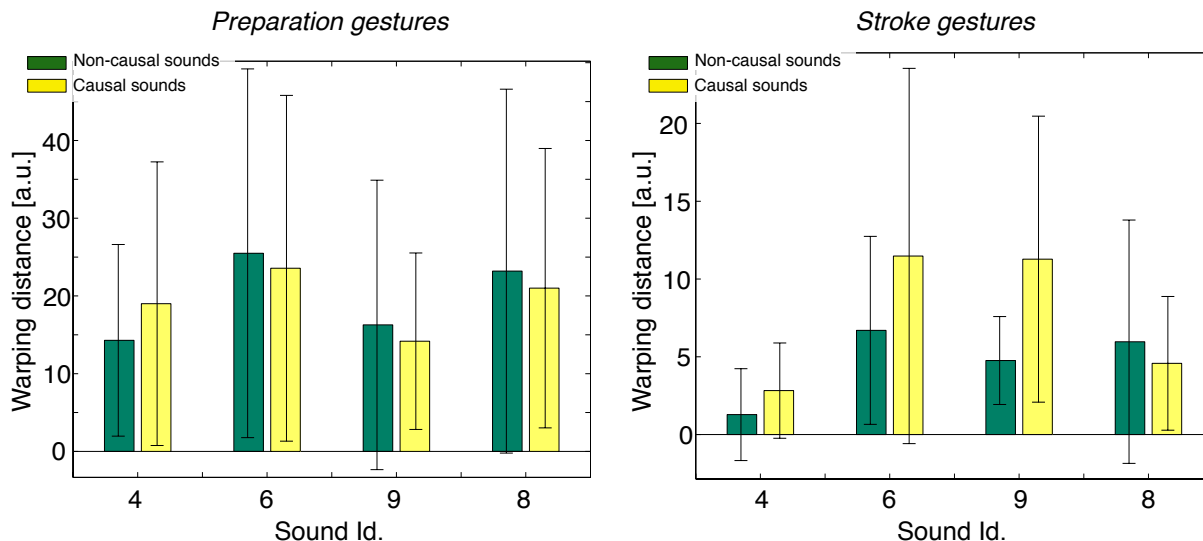 Preparation gestures
Non-causal sounds
Causal sounds
Warping distance [a.u.]
40
30
20
10
0
4 6 9 8
Sound Id.
Stroke gestures
Non-causal sounds
Causal sounds
Warping distance [a.u.]
20
15
10
5
0
4 6 9 8
Sound Id.